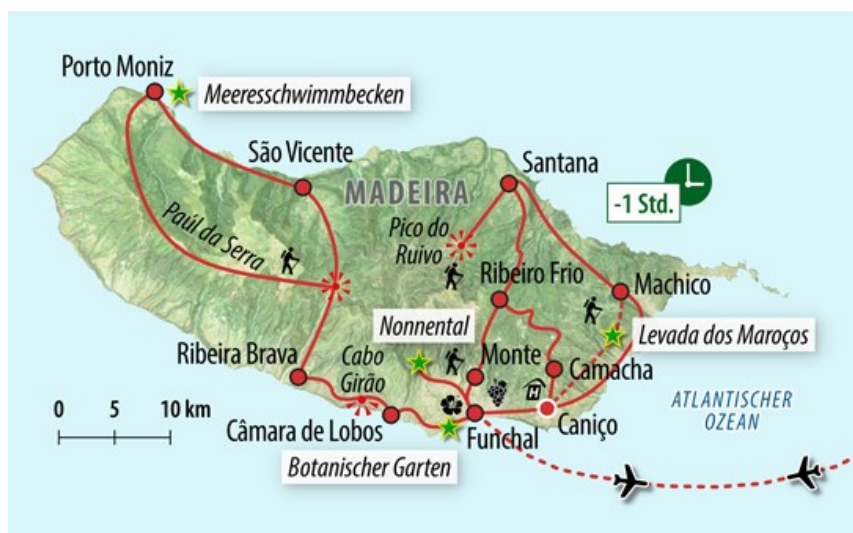 Porto Moniz
Meeresschwimmbecken
São Vicente
Santana
MADEIRA
-1 Std.
Paúl da Serra
Pico do
Ruivo
Ribeiro Frio
Machico
Nonnental
Levada dos Maroços
Ribeira Brava
Cabo
Girão
Monte
Camacha
H
0 5 10 km
Câmara de Lobos
Funchal
Caniço
ATLANTISCHER
OZEAN
Botanischer Garten